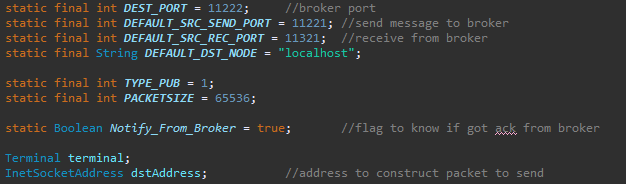 static final int DEST_PORT = 11222; //broker port
static final int DEFAULT_SRC_SEND_PORT = 11221; //send message to broker
static final int DEFAULT_SRC_REC_PORT = 11321; //receive from broker
static final String DEFAULT_DST_NODE = "localhost";
static final int TYPE_PUB = 1;
static final int PACKETSIZE = 65536;
static Boolean Notify_From_Broker = true; //flag to know if got ack from broker
Terminal terminal;
InetSocketAddress dstAddress; //address to construct packet to send